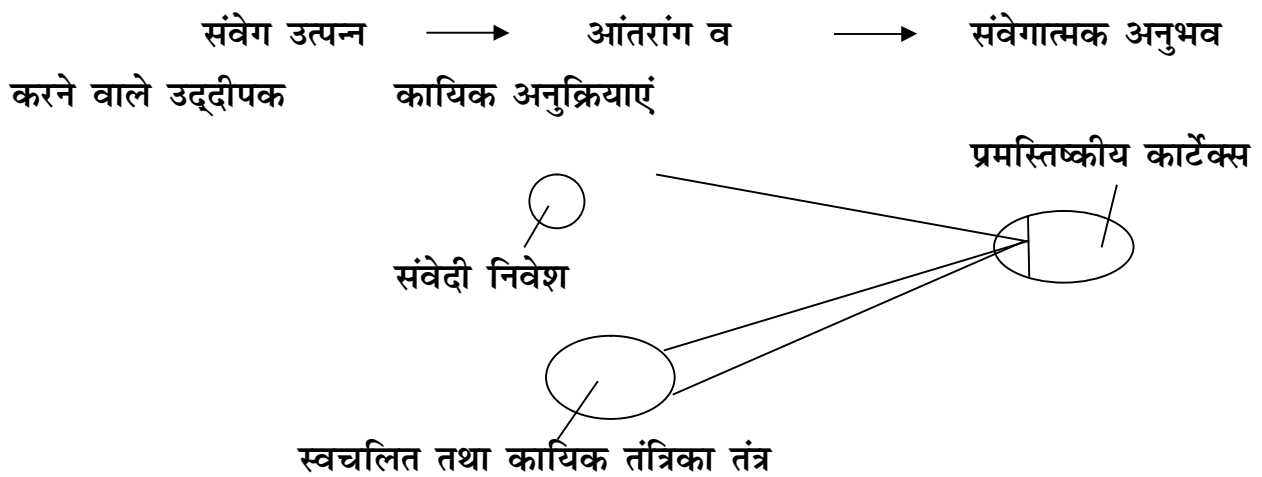 संवेग उत्पन्न → आंतरांग व → संवेगात्मक अनुभव
करने वाले उद्दीपक कायिक अनुक्रियाएं
प्रमस्तिष्कीय कार्टेक्स
संवेदी निवेश
स्वचलित तथा कायिक तंत्रिका तंत्र